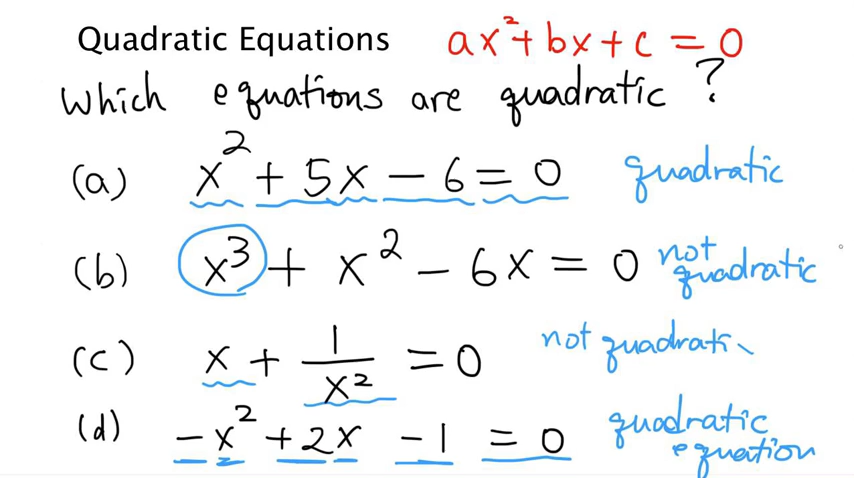 Quadratic Equations ax²+bx+c=0
Which equations are quadratic?
(a) x²+5x-6=0 quadratic
(b) x³+x²-6x=0 not quadratic
(c) x+1/x²=0 not quadrati
(d) -x²+2x-1=0 quadratic equation